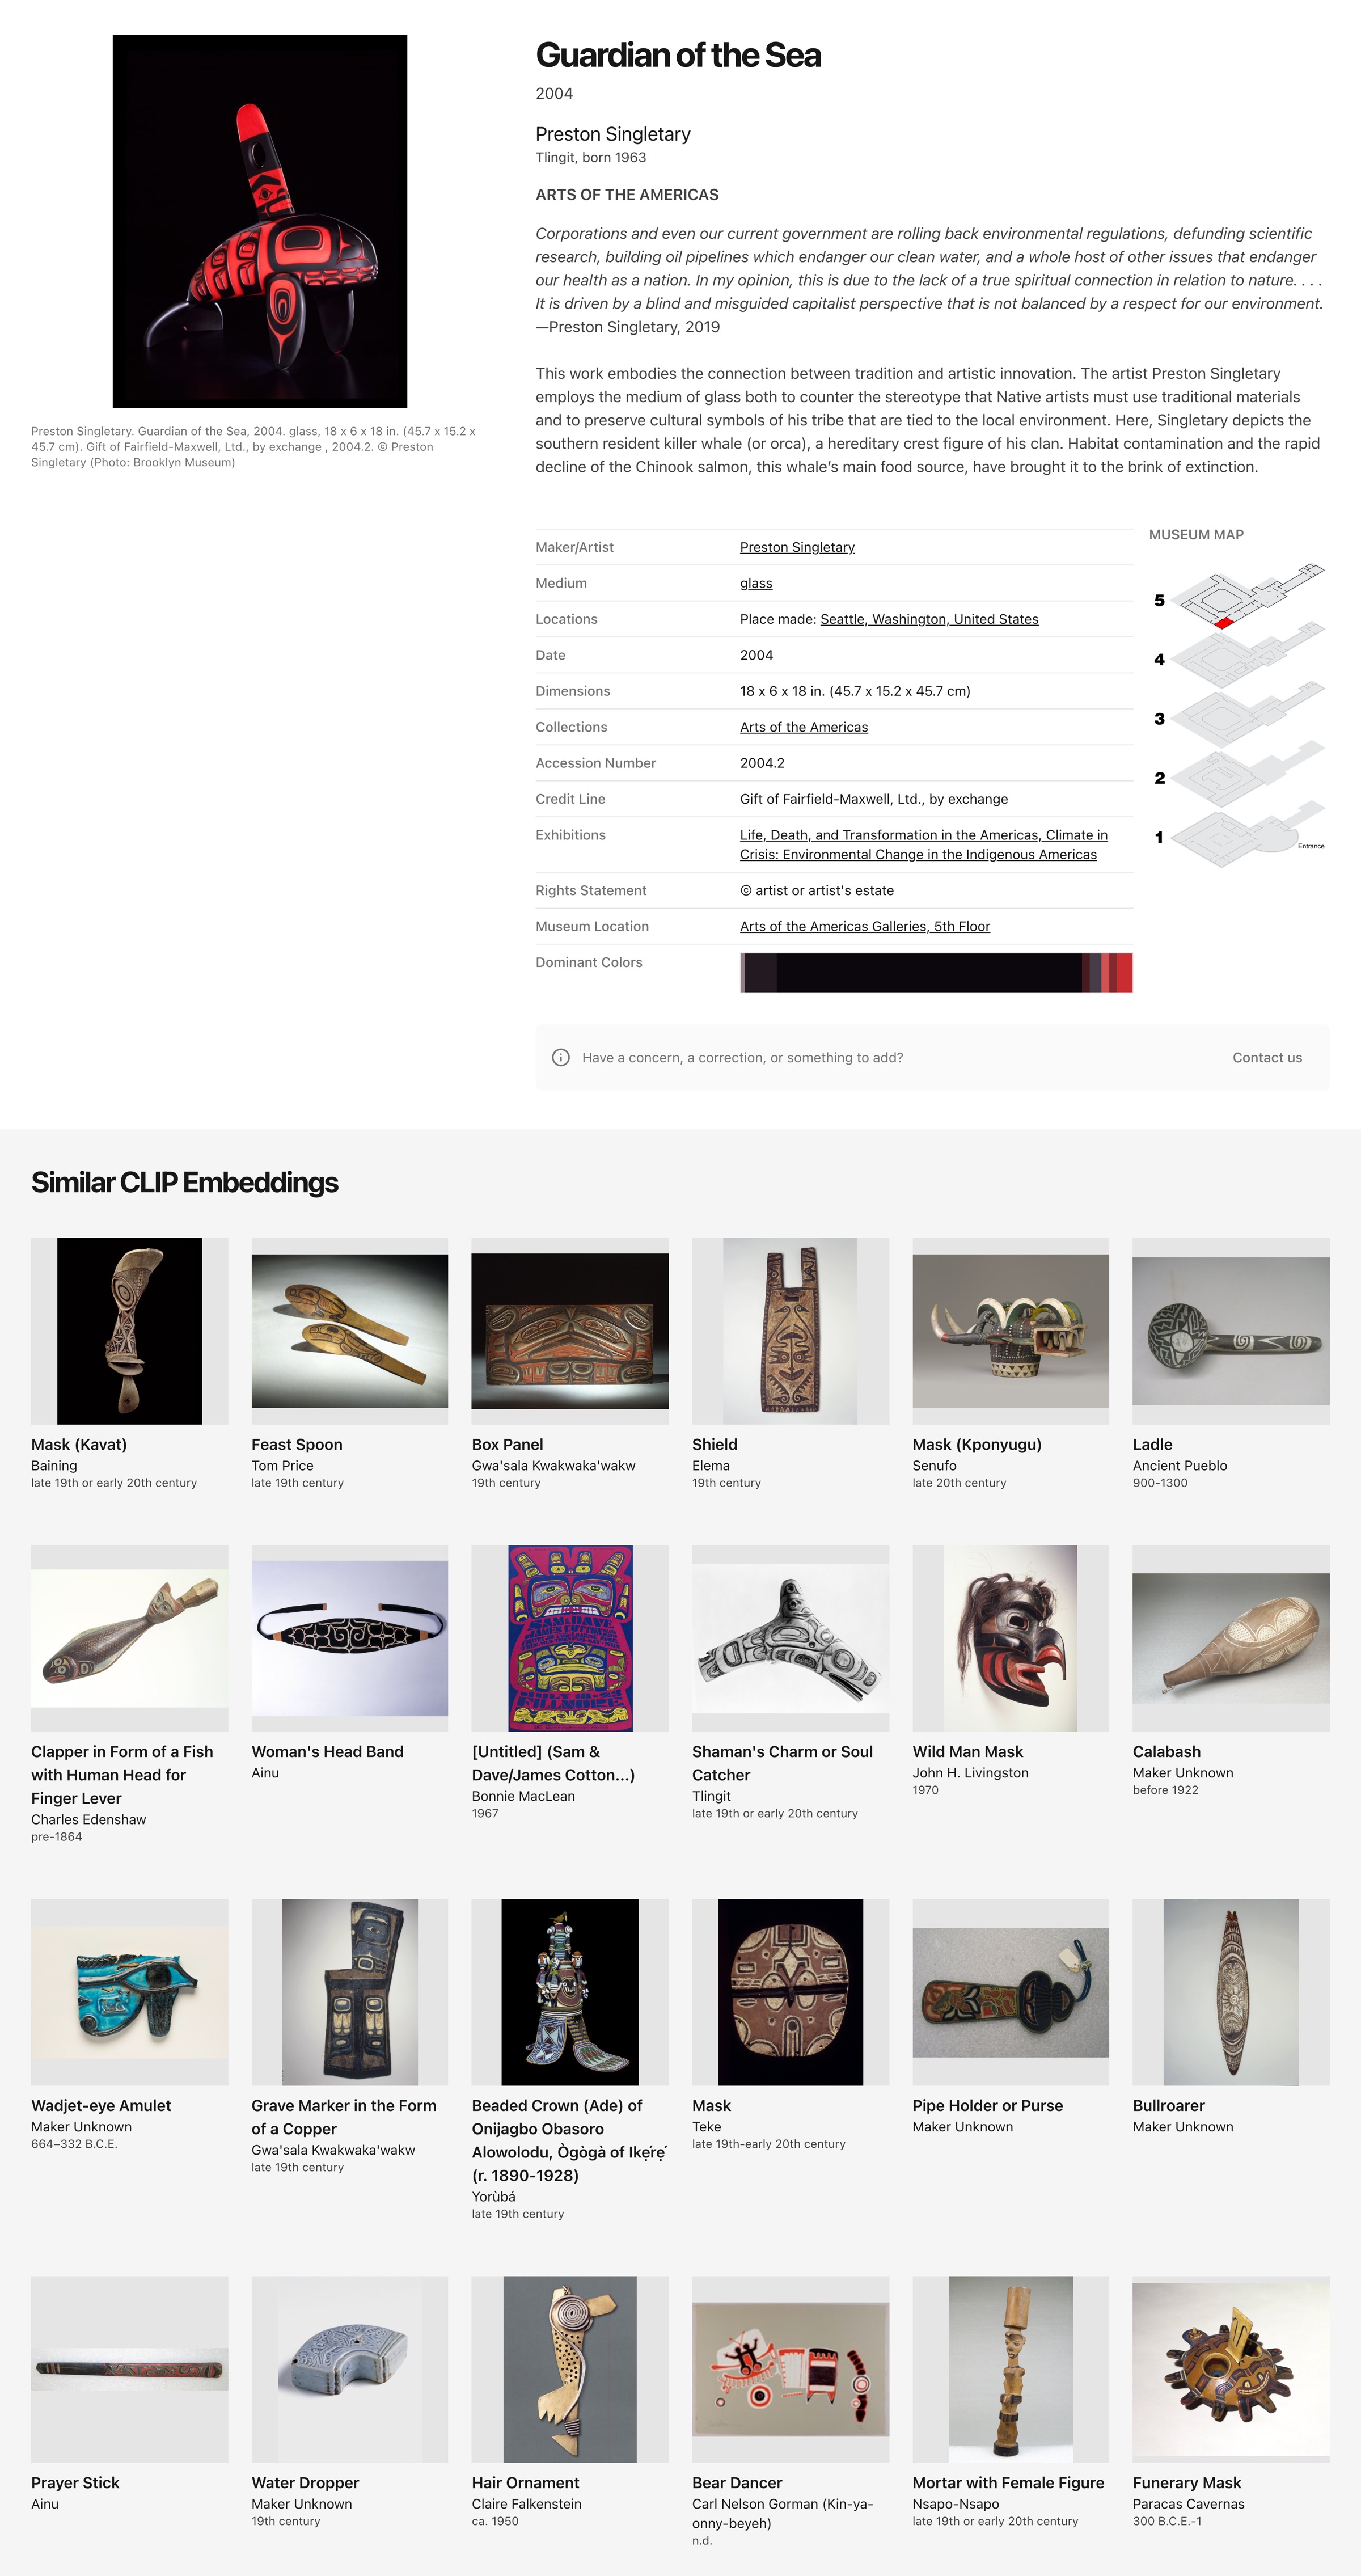 Guardian of the Sea
2004
Preston Singletary
Tlingit, born 1963
ARTS OF THE AMERICAS
Corporations and even our current government are rolling back environmental regulations, defunding scientific
research, building oil pipelines which endanger our clean water, and a whole host of other issues that endanger
our health as a nation. In my opinion, this is due to the lack of a true spiritual connection in relation to nature. . . .
It is driven by a blind and misguided capitalist perspective that is not balanced by a respect for our environment.
—Preston Singletary, 2019
This work embodies the connection between tradition and artistic innovation. The artist Preston Singletary
employs the medium of glass both to counter the stereotype that Native artists must use traditional materials
and to preserve cultural symbols of his tribe that are tied to the local environment. Here, Singletary depicts the
southern resident killer whale (or orca), a hereditary crest figure of his clan. Habitat contamination and the rapid
decline of the Chinook salmon, this whale’s main food source, have brought it to the brink of extinction.
Preston Singletary. Guardian of the Sea, 2004. glass, 18 x 6 x 18 in. (45.7 x 15.2 x
45.7 cm). Gift of Fairfield-Maxwell, Ltd., by exchange , 2004.2. © Preston
Singletary (Photo: Brooklyn Museum)
Maker/Artist Preston Singletary
Medium glass
Locations Place made: Seattle, Washington, United States
Date 2004
Dimensions 18 x 6 x 18 in. (45.7 x 15.2 x 45.7 cm)
Collections Arts of the Americas
Accession Number 2004.2
Credit Line Gift of Fairfield-Maxwell, Ltd., by exchange
Exhibitions Life, Death, and Transformation in the Americas, Climate in
Crisis: Environmental Change in the Indigenous Americas
Rights Statement © artist or artist's estate
Museum Location Arts of the Americas Galleries, 5th Floor
Dominant Colors
MUSEUM MAP
5
4
3
2
1
Entrance
Have a concern, a correction, or something to add? Contact us
Similar CLIP Embeddings
Mask (Kavat)
Baining
late 19th or early 20th century
Feast Spoon
Tom Price
late 19th century
Box Panel
Gwa'sala Kwakwaka'wakw
19th century
Shield
Elema
19th century
Mask (Kponyugu)
Senufo
late 20th century
Ladle
Ancient Pueblo
900-1300
Clapper in Form of a Fish
with Human Head for
Finger Lever
Charles Edenshaw
pre-1864
Woman's Head Band
Ainu
SAM & DAVE
JAMES COTTON
FILLMORE
[Untitled] (Sam &
Dave/James Cotton...)
Bonnie MacLean
1967
Shaman's Charm or Soul
Catcher
Tlingit
late 19th or early 20th century
Wild Man Mask
John H. Livingston
1970
Calabash
Maker Unknown
before 1922
Wadjet-eye Amulet
Maker Unknown
664–332 B.C.E.
Grave Marker in the Form
of a Copper
Gwa'sala Kwakwaka'wakw
late 19th century
Beaded Crown (Ade) of
Onijagbo Obasoro
Alowolodu, Ògògà of Ikẹ́rẹ́
(r. 1890-1928)
Yorùbá
late 19th century
Mask
Teke
late 19th-early 20th century
Pipe Holder or Purse
Maker Unknown
Bullroarer
Maker Unknown
Prayer Stick
Ainu
Water Dropper
Maker Unknown
19th century
Hair Ornament
Claire Falkenstein
ca. 1950
Bear Dancer
Carl Nelson Gorman (Kin-ya-
onny-beyeh)
n.d.
Mortar with Female Figure
Nsapo-Nsapo
late 19th or early 20th century
Funerary Mask
Paracas Cavernas
300 B.C.E.-1